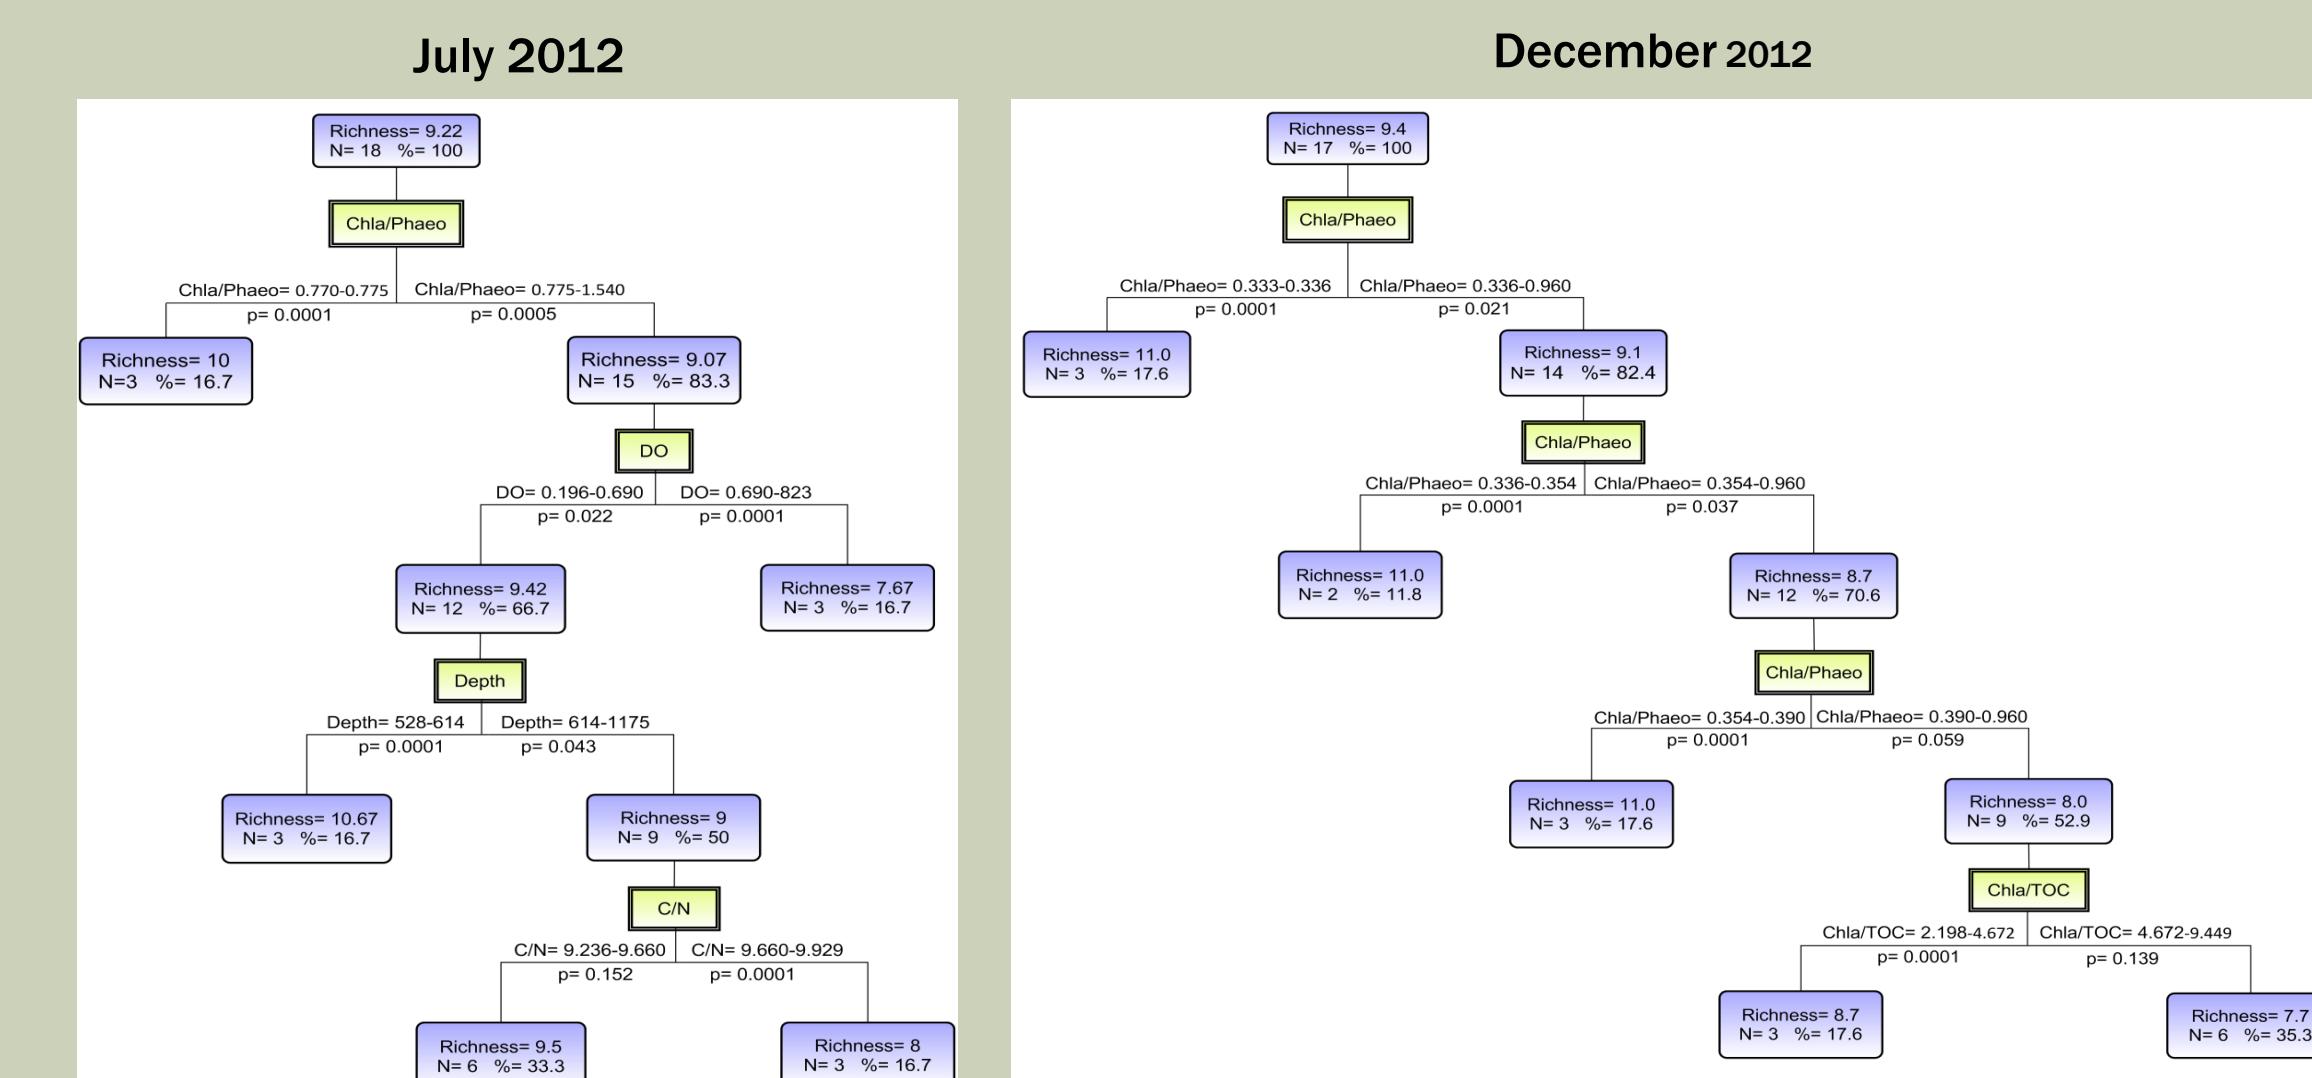 July 2012
Richness= 9.22
N= 18 %= 100
Chla/Phaeo
Chla/Phaeo= 0.770-0.775
Chla/Phaeo= 0.775-1.540
p= 0.0001
p= 0.0005
Richness= 10
N=3 %= 16.7
Richness= 9.07
N= 15 %= 83.3
DO
DO= 0.196-0.690
DO= 0.690-823
p= 0.022
p= 0.0001
Richness= 9.42
N= 12 %= 66.7
Richness= 7.67
N= 3 %= 16.7
Depth
Depth= 528-614
Depth= 614-1175
p= 0.0001
p= 0.043
Richness= 10.67
N= 3 %= 16.7
Richness= 9
N= 9 %= 50
C/N
C/N= 9.236-9.660
C/N= 9.660-9.929
p= 0.152
p= 0.0001
Richness= 9.5
N= 6 %= 33.3
Richness= 8
N= 3 %= 16.7
December 2012
Richness= 9.4
N= 17 %= 100
Chla/Phaeo
Chla/Phaeo= 0.333-0.336
Chla/Phaeo= 0.336-0.960
p= 0.0001
p= 0.021
Richness= 11.0
N= 3 %= 17.6
Richness= 9.1
N= 14 %= 82.4
Chla/Phaeo
Chla/Phaeo= 0.336-0.354
Chla/Phaeo= 0.354-0.960
p= 0.0001
p= 0.037
Richness= 11.0
N= 2 %= 11.8
Richness= 8.7
N= 12 %= 70.6
Chla/Phaeo
Chla/Phaeo= 0.354-0.390
Chla/Phaeo= 0.390-0.960
p= 0.0001
p= 0.059
Richness= 11.0
N= 3 %= 17.6
Richness= 8.0
N= 9 %= 52.9
Chla/TOC
Chla/TOC= 2.198-4.672
Chla/TOC= 4.672-9.449
p= 0.0001
p= 0.139
Richness= 8.7
N= 3 %= 17.6
Richness= 7.7
N= 6 %= 35.3